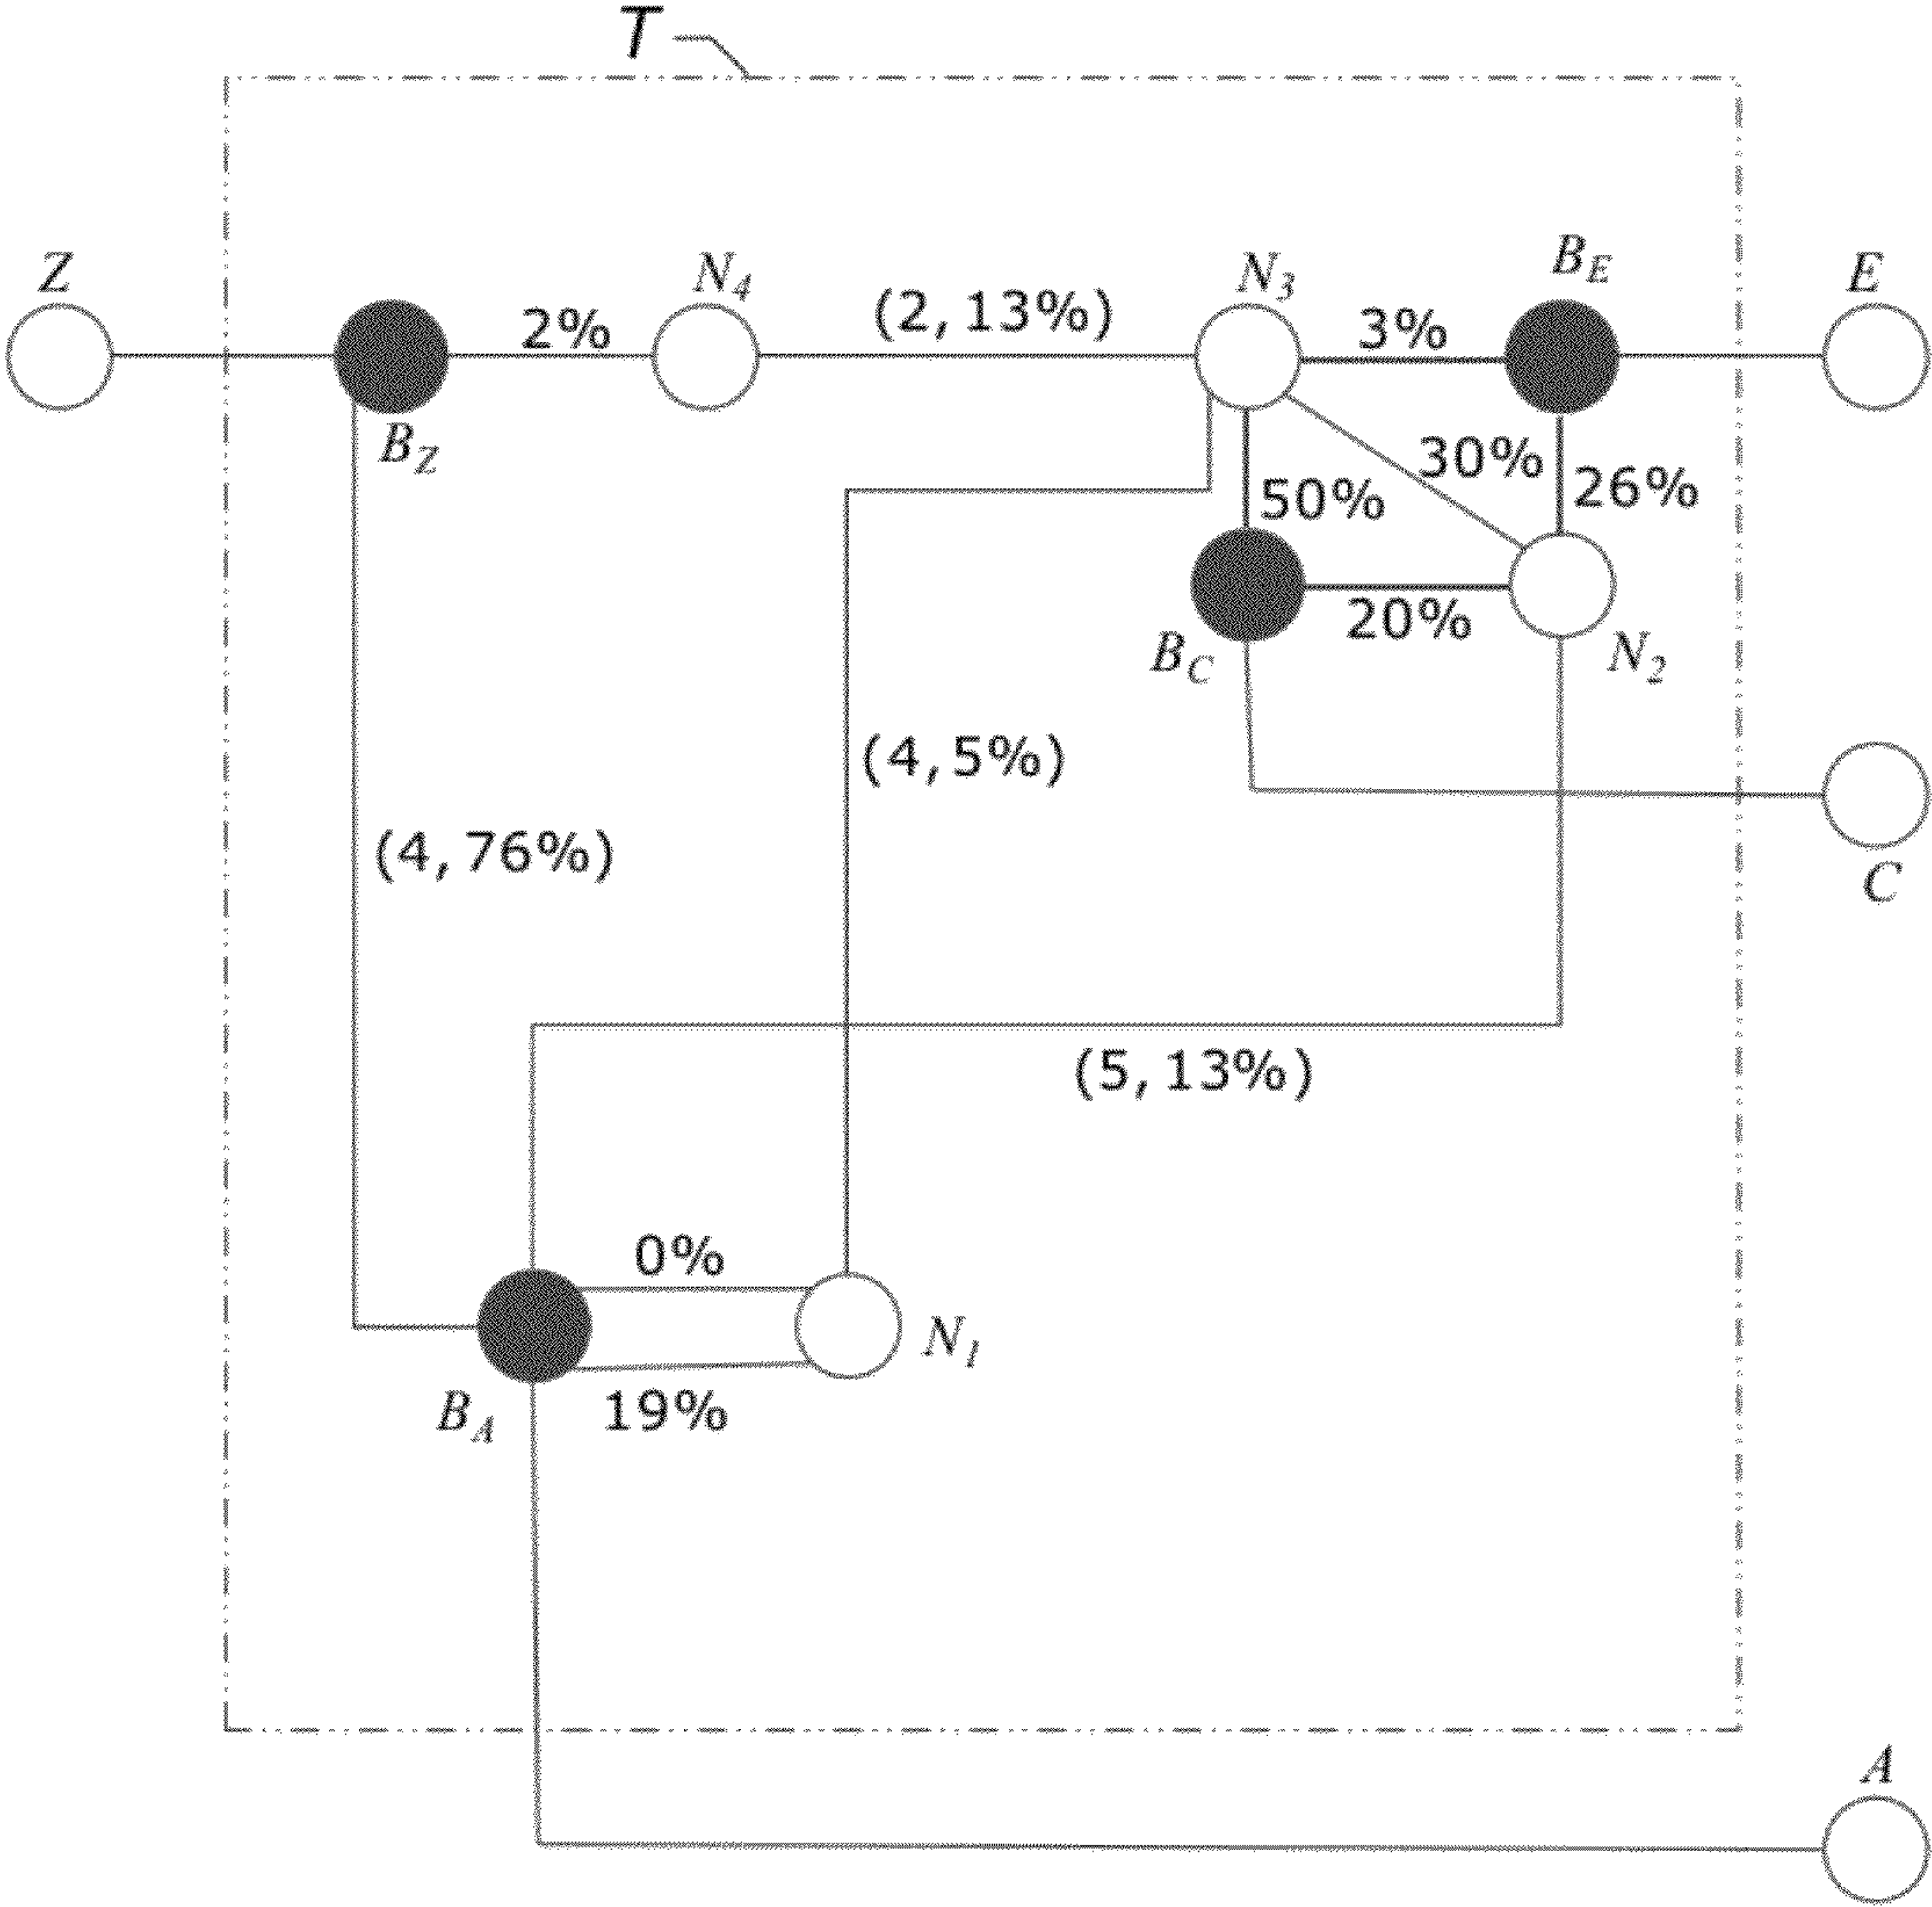 T
Z
N4
N3
BE
E
2%
(2, 13%)
3%
BZ
30%
50%
26%
20%
BC
N2
(4, 5%)
(4, 76%)
C
(5, 13%)
0%
N1
BA
19%
A